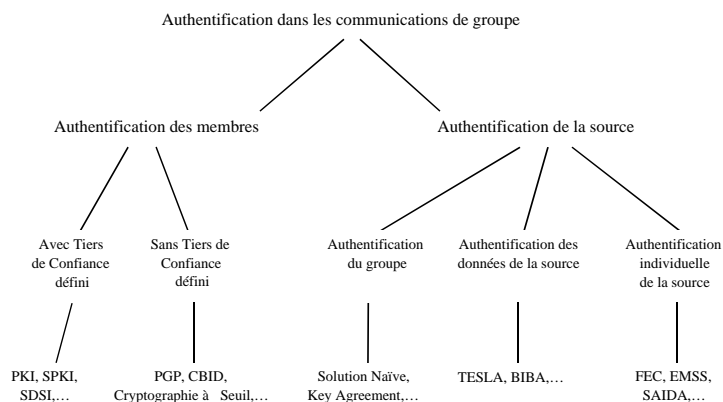 Authentification dans les communications de groupe
Authentification des membres
Authentification de la source
Avec Tiers
de Confiance
défini
Sans Tiers de
Confiance
défini
Authentification
du groupe
Authentification des
données de la source
Authentification
individuelle
de la source
PKI, SPKI,
SDSI,...
PGP, CBID,
Cryptographie à Seuil,...
Solution Naïve,
Key Agreement,...
TESLA, BIBA,...
FEC, EMSS,
SAIDA,...